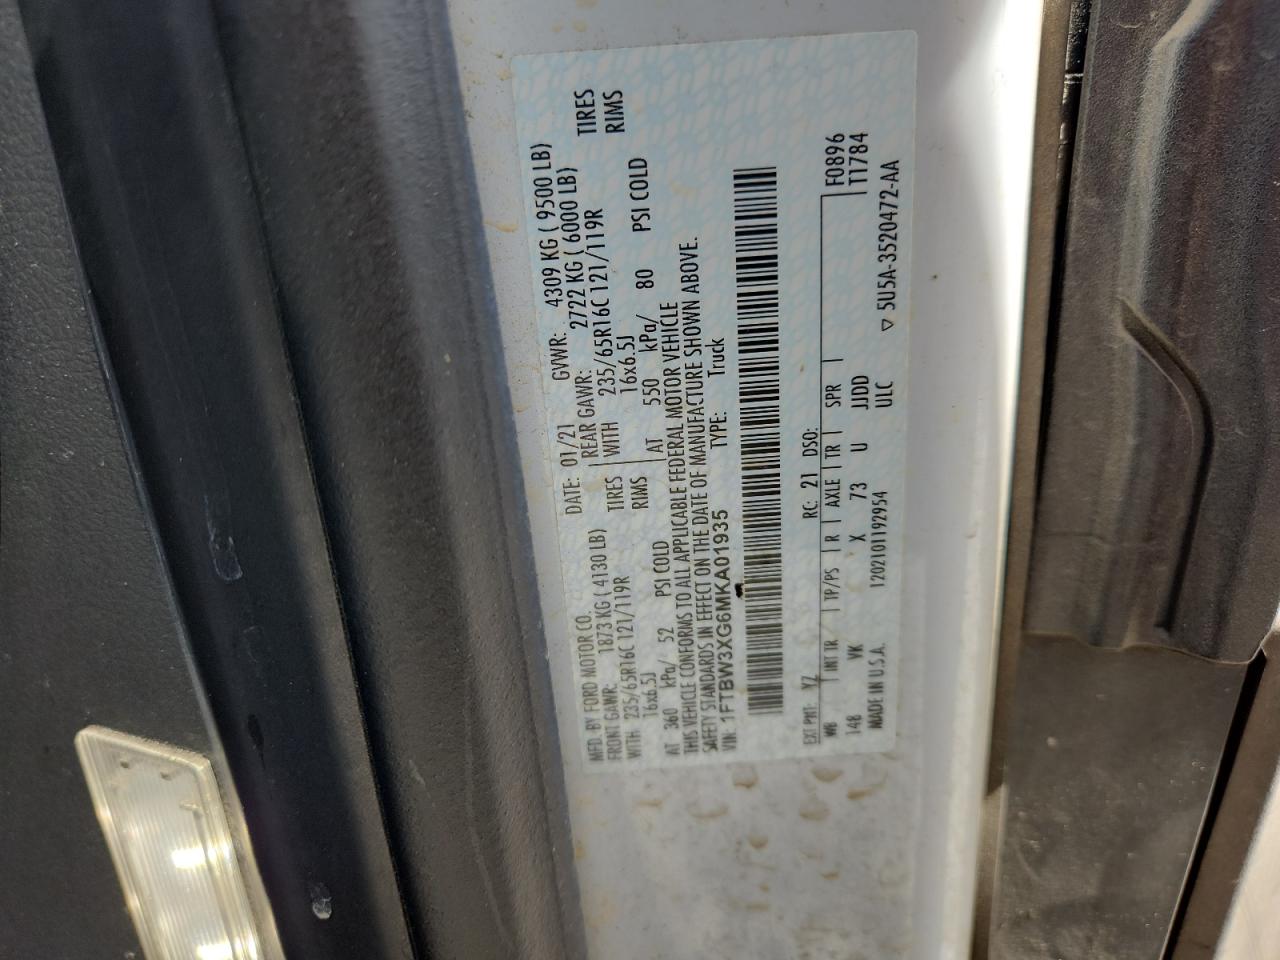 MFD. BY FORD MOTOR CO.
DATE: 01/21 GVWR: 4309 KG ( 9500 LB)
FRONT GAWR: 1873 KG ( 4130 LB) REAR GAWR: 2722 KG ( 6000 LB)
WITH 235/65R16C 121/119R TIRES WITH 235/65R16C 121/119R TIRES
16x6.5J RIMS 16x6.5J RIMS
AT 360 kPa/ 52 PSI COLD AT 550 kPa/ 80 PSI COLD
THIS VEHICLE CONFORMS TO ALL APPLICABLE FEDERAL MOTOR VEHICLE
SAFETY STANDARDS IN EFFECT ON THE DATE OF MANUFACTURE SHOWN ABOVE.
VIN: 1FTBW3XG6MKA01935 TYPE: Truck
EXT PNT: YZ RC: 21 DSO: F0896
WB INT TR TP/PS R AXLE TR SPR T1784
148 VK X 73 U JJDD
MADE IN U.S.A. 1202101192954 ULC ▽ 5U5A-3520472-AA